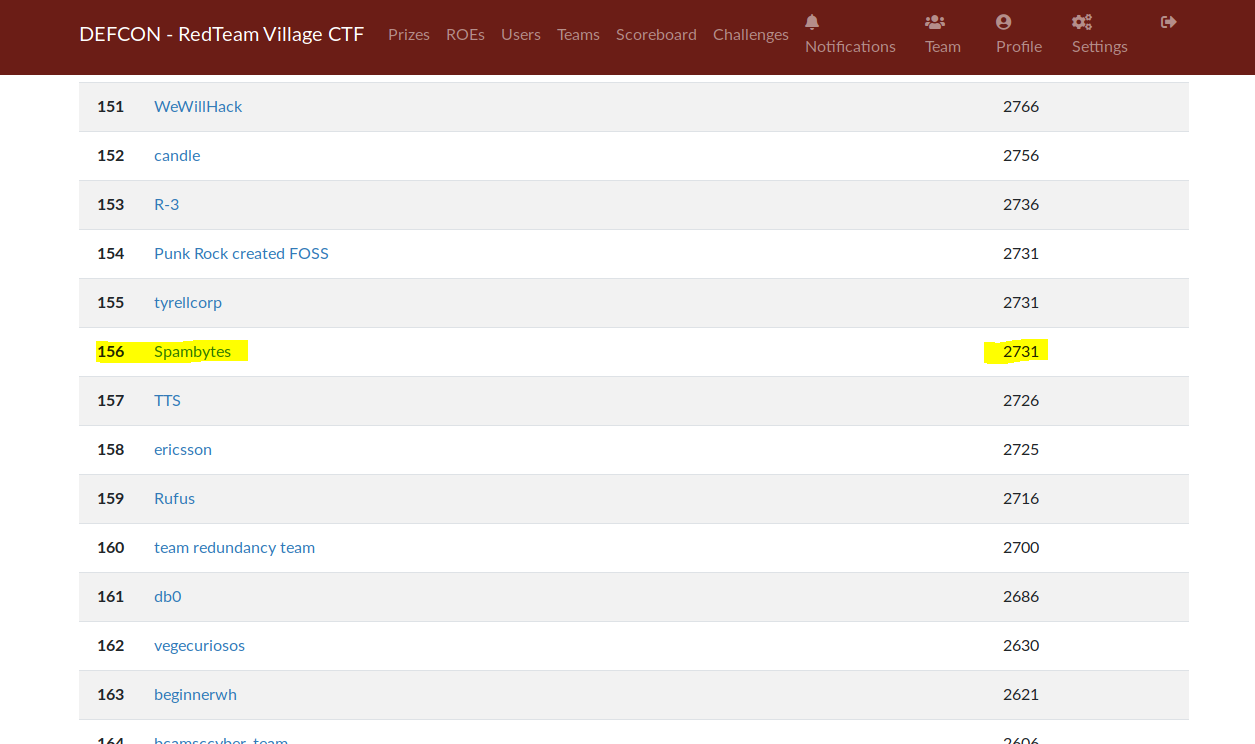 DEFCON - RedTeam Village CTF Prizes ROEs Users Teams Scoreboard Challenges Notifications Team Profile Settings
151 WeWillHack 2766
152 candle 2756
153 R-3 2736
154 Punk Rock created FOSS 2731
155 tyrellcorp 2731
156 Spambytes 2731
157 TTS 2726
158 ericsson 2725
159 Rufus 2716
160 team redundancy team 2700
161 db0 2686
162 vegecuriosos 2630
163 beginnerwh 2621
164 team 2606